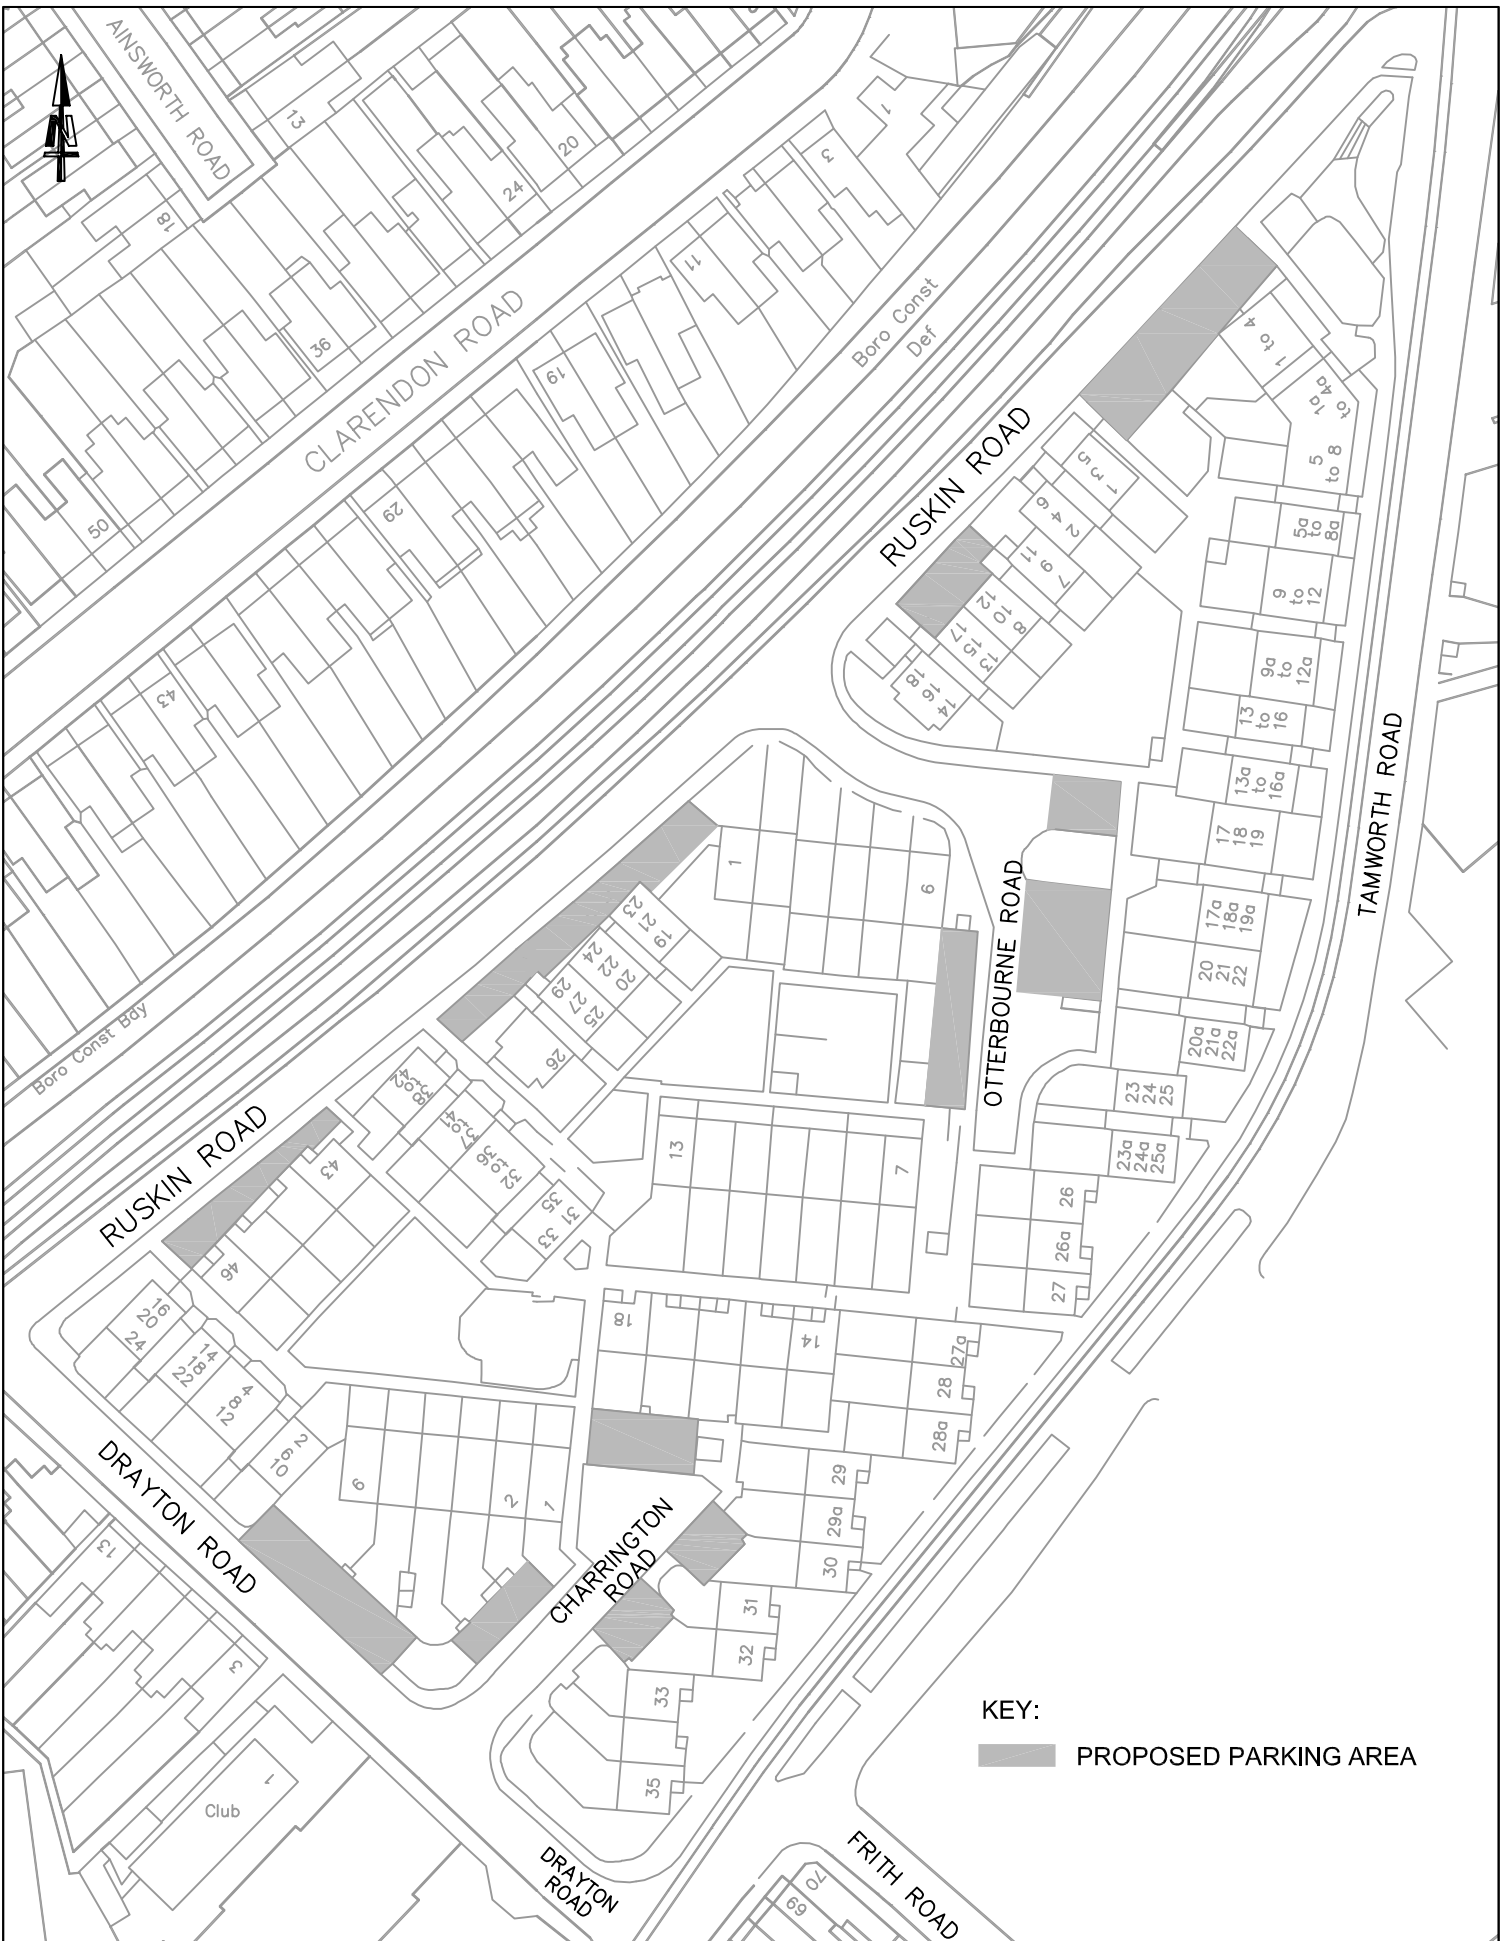 AINSWORTH ROAD
N
13
20
24
18
36
CLARENDON ROAD
1
3
11
19
29
43
50
Boro Const
Def
RUSKIN ROAD
1 to 4
1a
to 4a
5
to 8
5a
to
8a
9
to
12
9a
to
12a
13
to
16
13a
to
16a
17
18
19
17a
18a
19a
20
21
22
20a
21a
22a
23
24
25
23a
24a
25a
26
26a
27
27a
28
28a
29
29a
30
31
32
33
35
5 3 1
6 4 2
11 9 7
12 10 8
17 15 13
18 16 14
TAMWORTH ROAD
OTTERBOURNE ROAD
1
6
23 21 19
24 22 20
29 27 25
26
13
7
18
14
Boro Const Bdy
RUSKIN ROAD
43
46
35 31
33
16
20
24
14
18
22
4
8
12
2
6
10
6
2
1
DRAYTON ROAD
CHARRINGTON
ROAD
13
3
1
Club
DRAYTON
ROAD
FRITH ROAD
70
69
KEY:
PROPOSED PARKING AREA